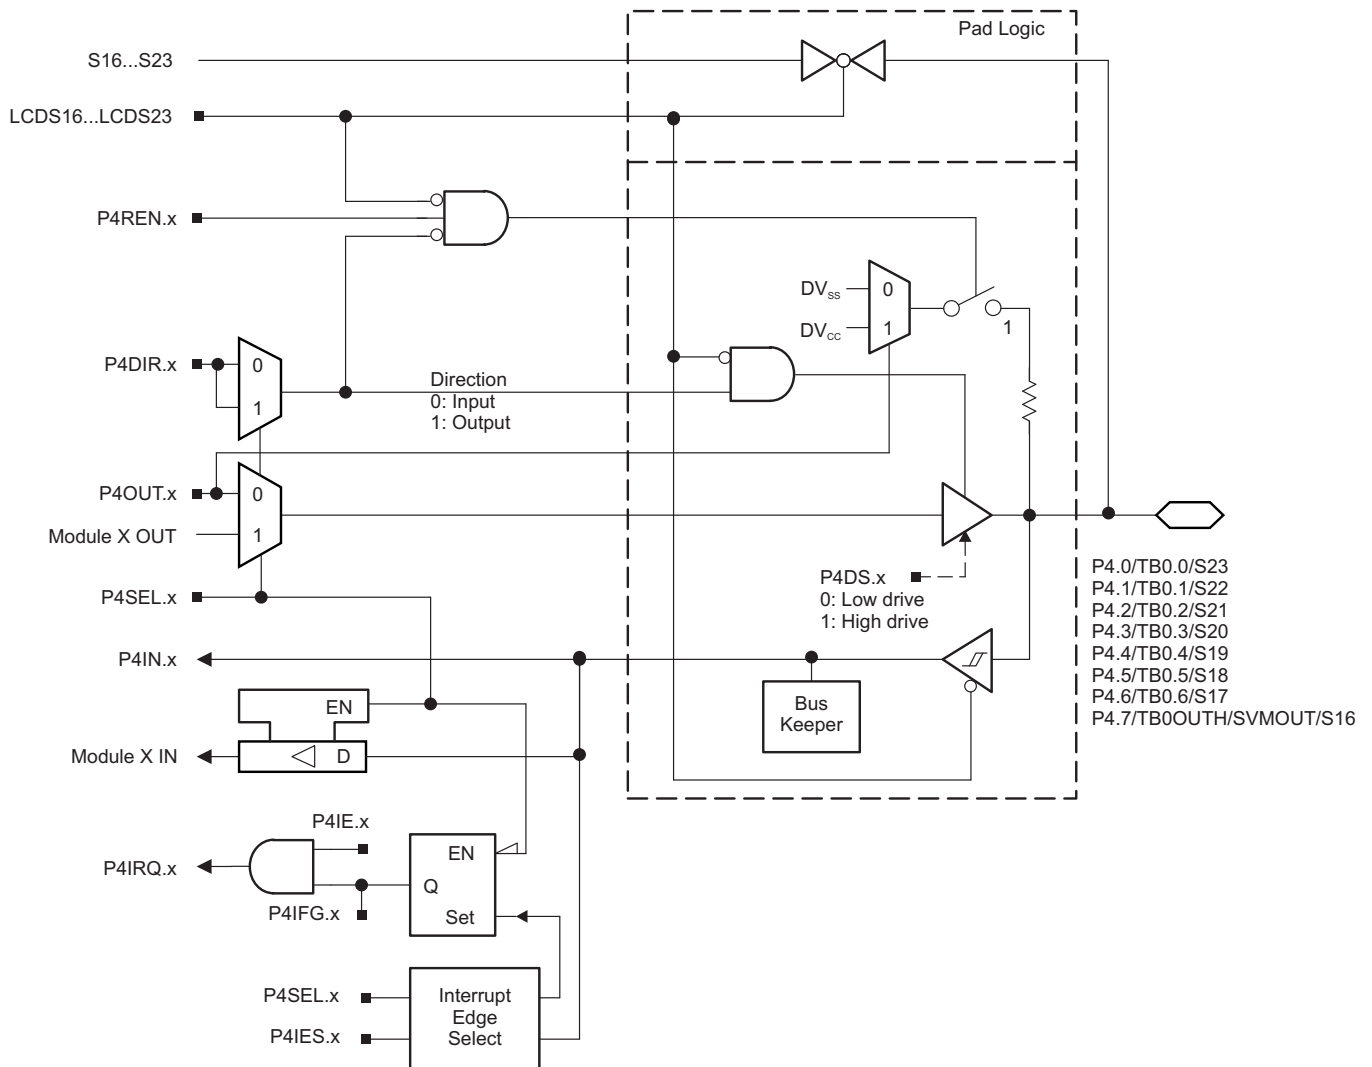 Pad Logic
S16...S23
LCDS16...LCDS23
P4REN.x
DVSS
0
DVCC
1
1
P4DIR.x
0
1
Direction
0: Input
1: Output
P4OUT.x
0
Module X OUT
1
P4DS.x
0: Low drive
1: High drive
P4SEL.x
P4.0/TB0.0/S23
P4.1/TB0.1/S22
P4.2/TB0.2/S21
P4.3/TB0.3/S20
P4.4/TB0.4/S19
P4.5/TB0.5/S18
P4.6/TB0.6/S17
P4.7/TB0OUTH/SVMOUT/S16
P4IN.x
Bus
Keeper
EN
Module X IN
D
P4IE.x
P4IRQ.x
EN
Q
P4IFG.x
Set
P4SEL.x
P4IES.x
Interrupt
Edge
Select